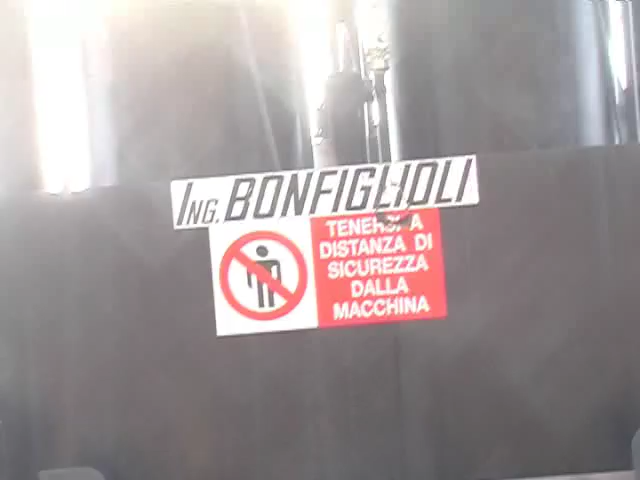 ING. BONFIGLIOLI
TENERSI A
DISTANZA DI
SICUREZZA
DALLA
MACCHINA